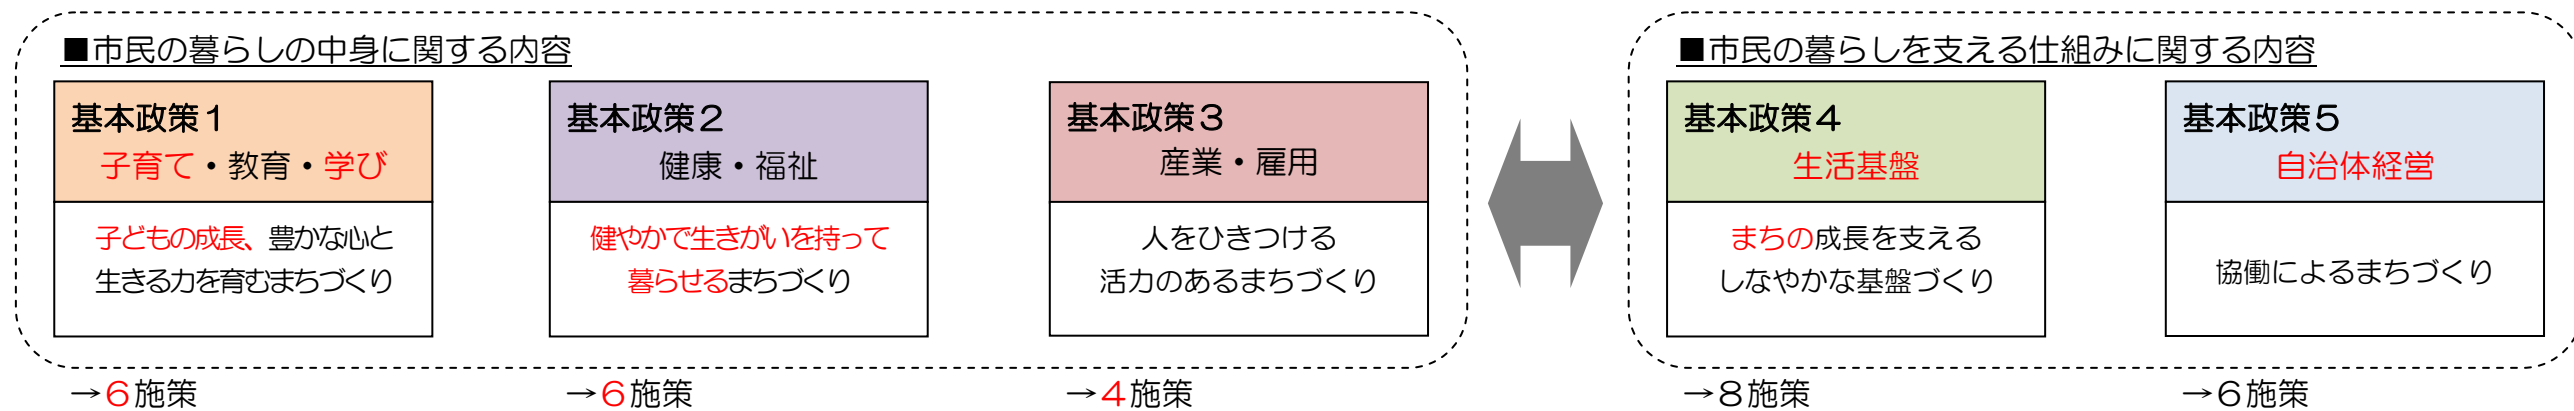 ■市民の暮らしの中身に関する内容
基本政策１
子育て・教育・学び
子どもの成長、豊かな心と
生きる力を育むまちづくり
→６施策
基本政策２
健康・福祉
健やかで生きがいを持って
暮らせるまちづくり
→６施策
基本政策３
産業・雇用
人をひきつける
活力のあるまちづくり
→４施策
■市民の暮らしを支える仕組みに関する内容
基本政策４
生活基盤
まちの成長を支える
しなやかな基盤づくり
→８施策
基本政策５
自治体経営
協働によるまちづくり
→６施策